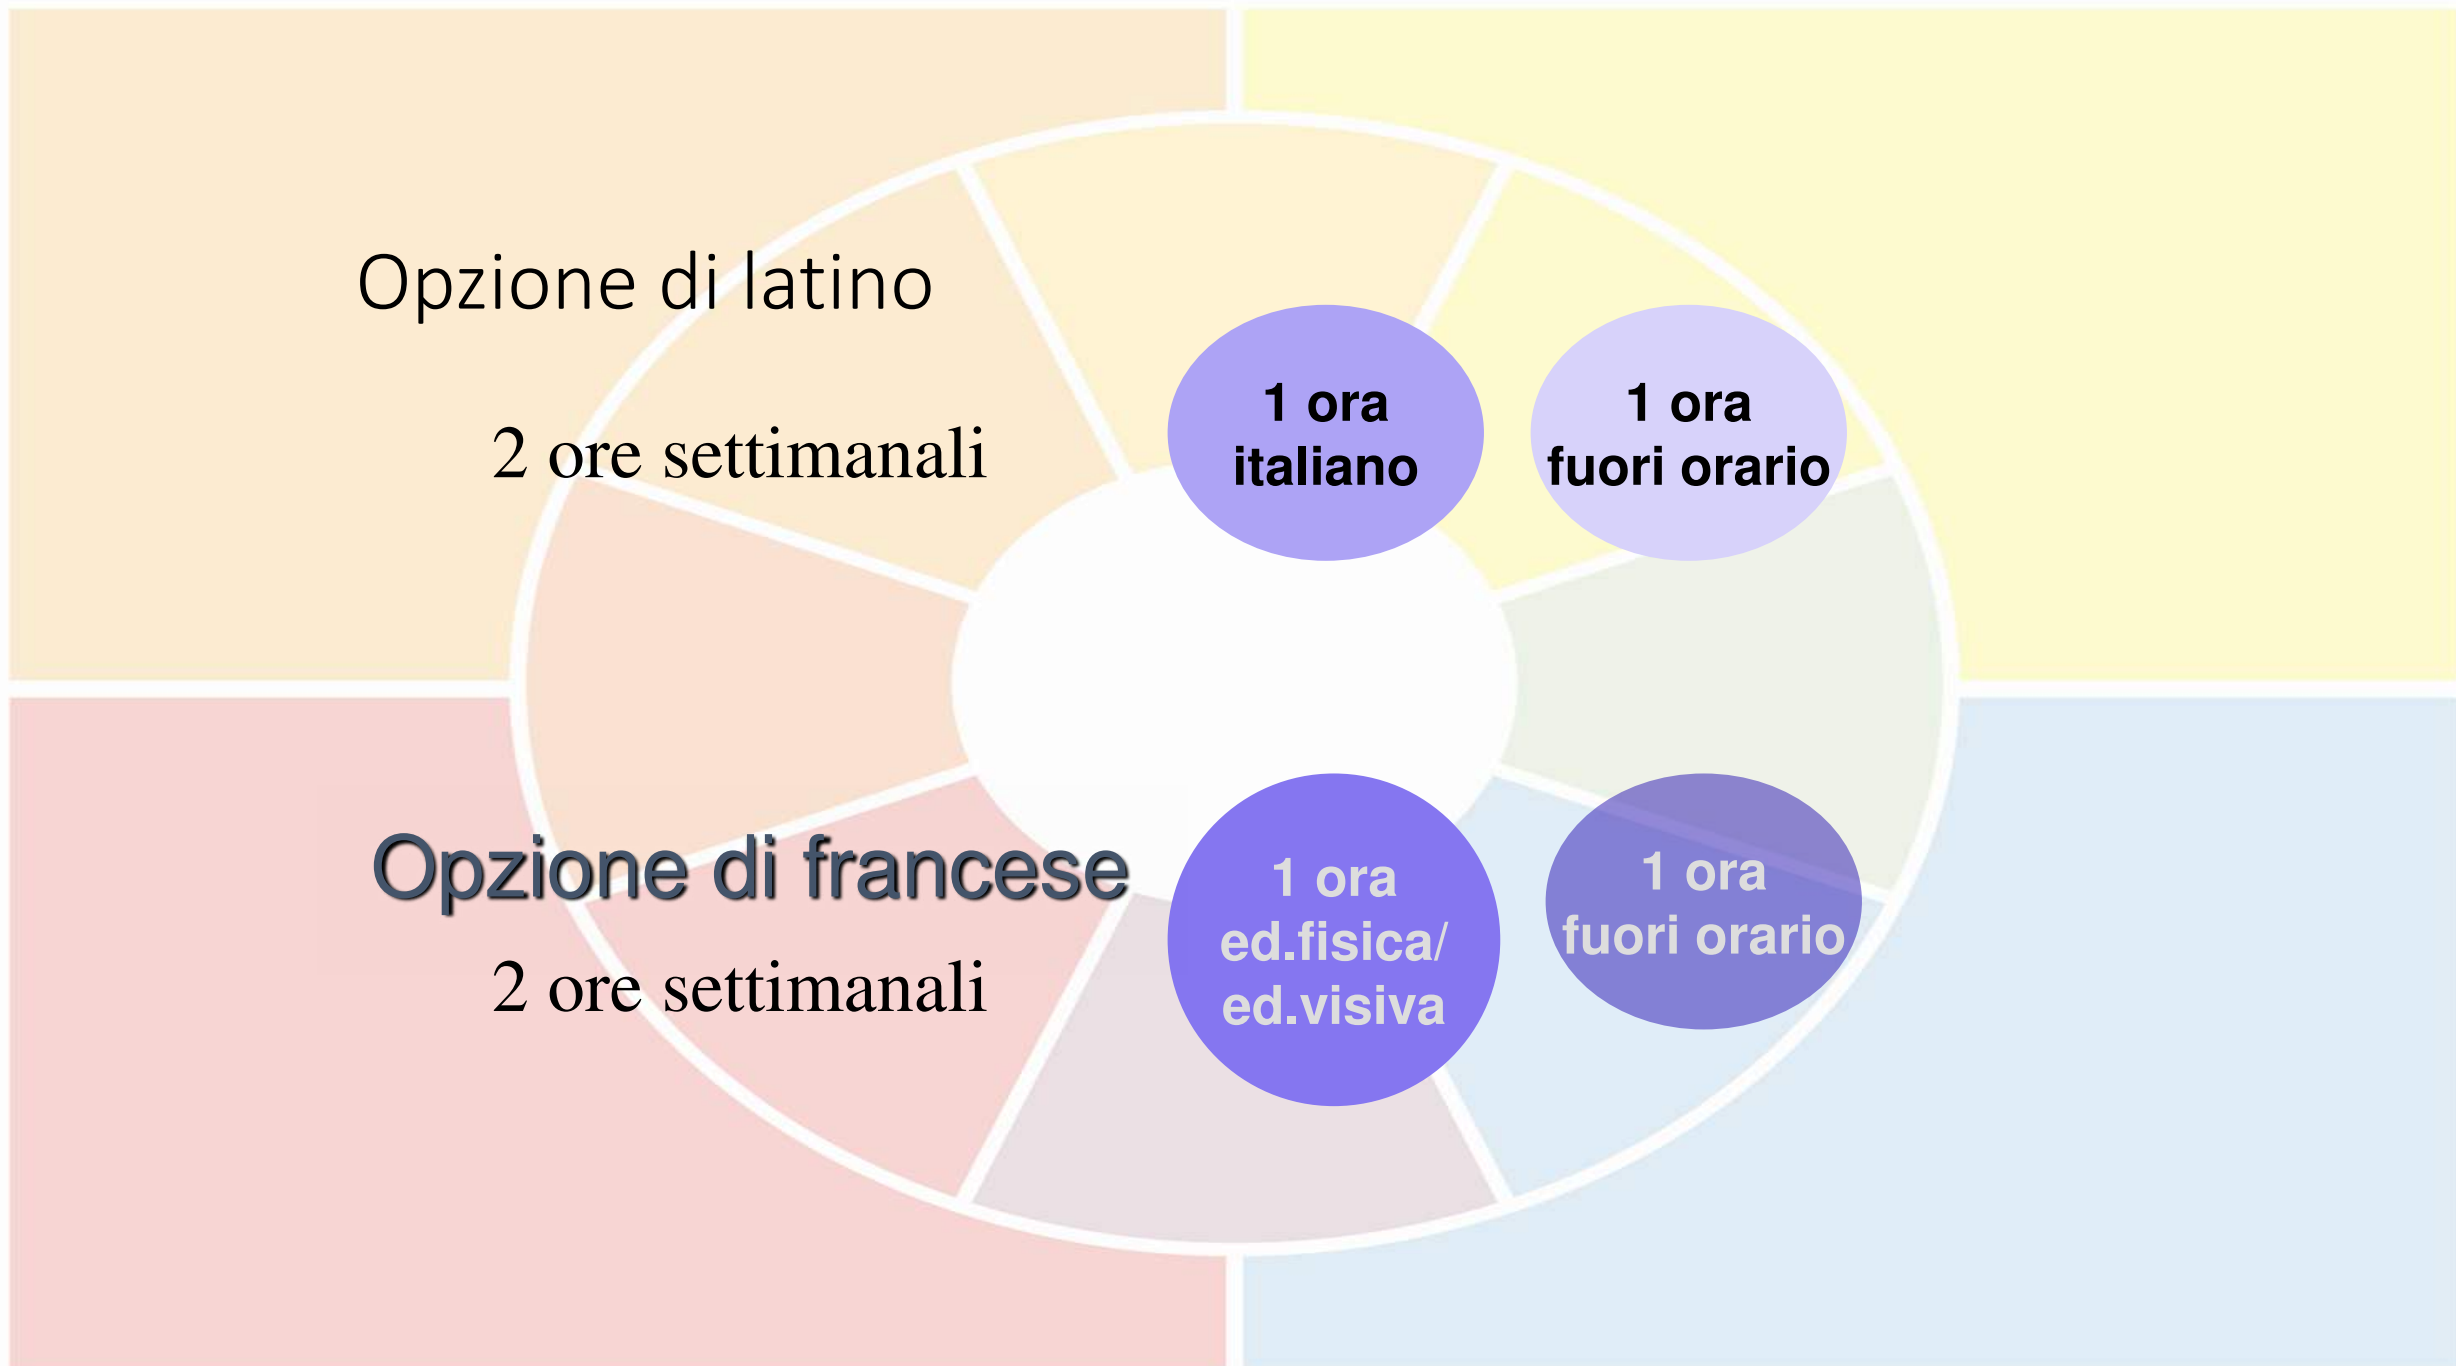 Opzione di latino
2 ore settimanali
1 ora
italiano
1 ora
fuori orario
Opzione di francese
2 ore settimanali
1 ora
ed.fisica/
ed.visiva
1 ora
fuori orario